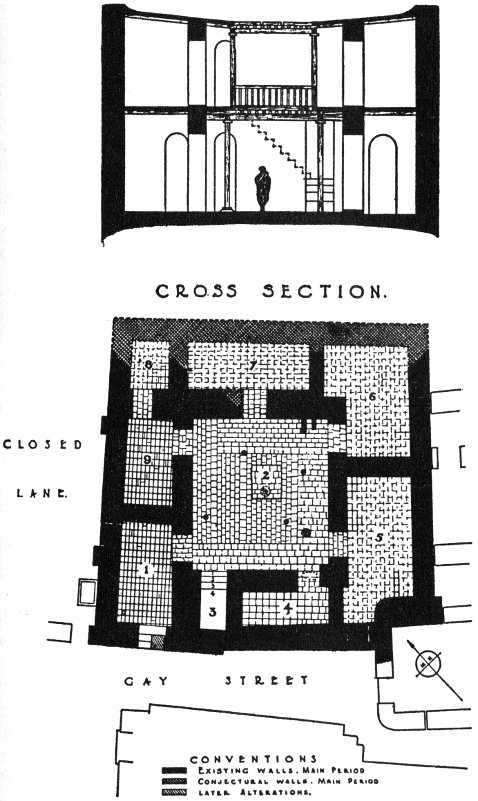 CROSS SECTION.
8
7
6
CLOSED
9
2
LANE.
1
5
3
4
GAY STREET
CONVENTIONS
EXISTING WALLS. MAIN PERIOD
CONJECTURAL WALLS. MAIN PERIOD
LATER ALTERATIONS.